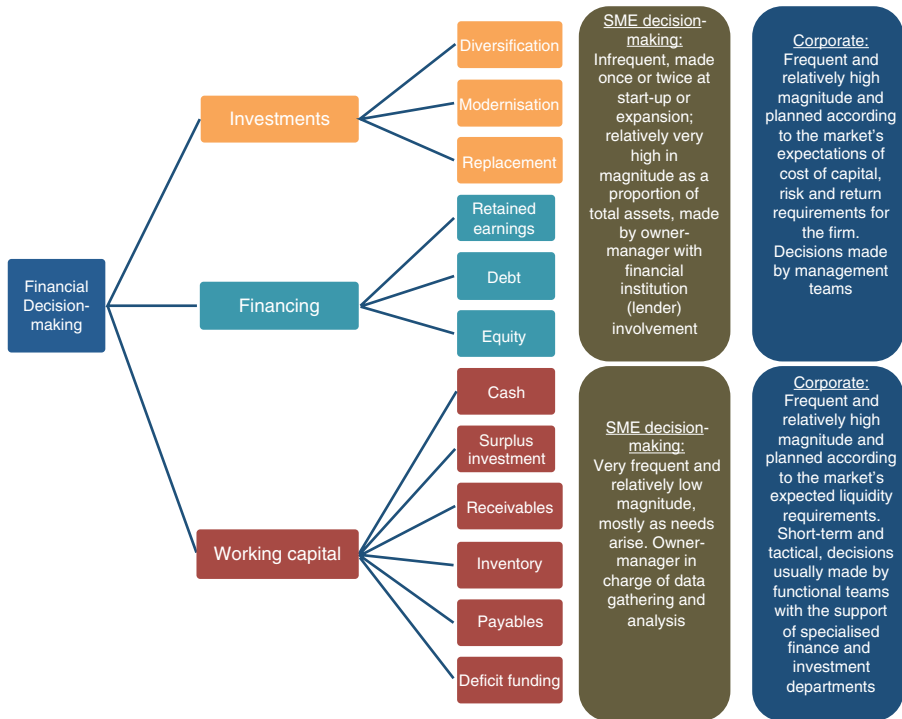 Financial
Decision-
making
Investments
Diversification
Modernisation
Replacement
Financing
Retained
earnings
Debt
Equity
Working capital
Cash
Surplus
investment
Receivables
Inventory
Payables
Deficit funding
SME decision-
making:
Infrequent, made
once or twice at
start-up or
expansion;
relatively very
high in
magnitude as a
proportion of
total assets, made
by owner-
manager with
financial
institution
(lender)
involvement
Corporate:
Frequent and
relatively high
magnitude and
planned according
to the market's
expectations of
cost of capital,
risk and return
requirements for
the firm.
Decisions made
by management
teams
SME decision-
making:
Very frequent and
relatively low
magnitude,
mostly as needs
arise. Owner-
manager in
charge of data
gathering and
analysis
Corporate:
Frequent and
relatively high
magnitude and
planned according
to the market's
expected liquidity
requirements.
Short-term and
tactical, decisions
usually made by
functional teams
with the support
of specialised
finance and
investment
departments